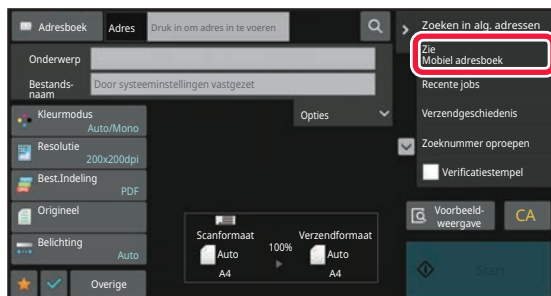 Adresboek
Adres
Druk in om adres in te voeren
Onderwerp
Bestands-
naam
Door systeeminstellingen vastgezet
Kleurmodus
Auto/Mono
Resolutie
200x200dpi
Best.Indeling
PDF
Origineel
Belichting
Auto
Overige
Opties
Scanformaat
Auto
A4
100%
Verzendformaat
Auto
A4
Zoeken in alg. adressen
Zie
Mobiel adresboek
Recente jobs
Verzendgeschiedenis
Zoeknummer oproepen
Verificatiestempel
Voorbeeld-
weergave
CA
Start